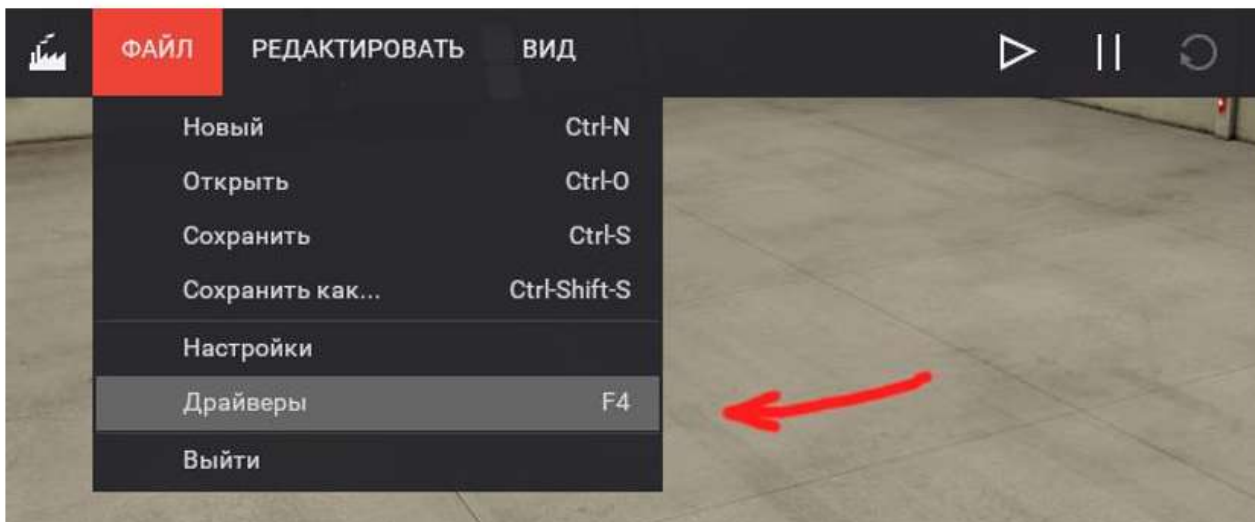 ФАЙЛ РЕДАКТИРОВАТЬ ВИД
Новый Ctrl-N
Открыть Ctrl-O
Сохранить Ctrl-S
Сохранить как... Ctrl-Shift-S
Настройки
Драйверы F4
Выйти